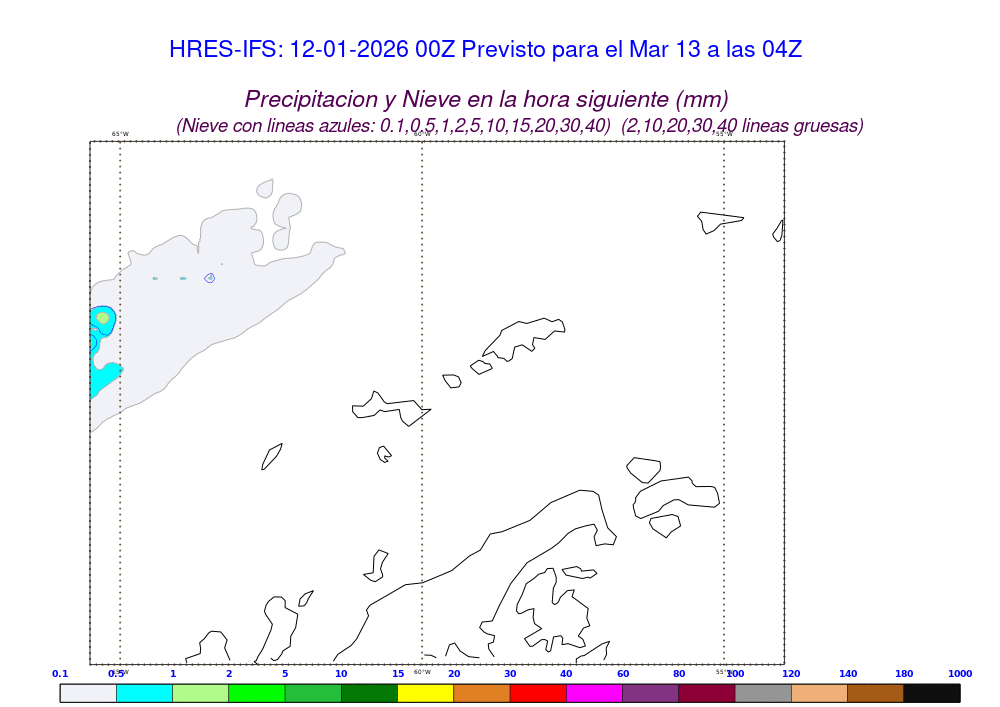 HRES-IFS: 12-01-2026 00Z Previsto para el Mar 13 a las 04Z
Precipitacion y Nieve en la hora siguiente (mm)
(Nieve con lineas azules: 0.1,0.5,1,2,5,10,15,20,30,40)  (2,10,20,30,40 lineas gruesas)
65°W 60°W 55°W
65°W 60°W 55°W
0.1 0.5 1 2 5 10 15 20 30 40 60 80 100 120 140 180 1000